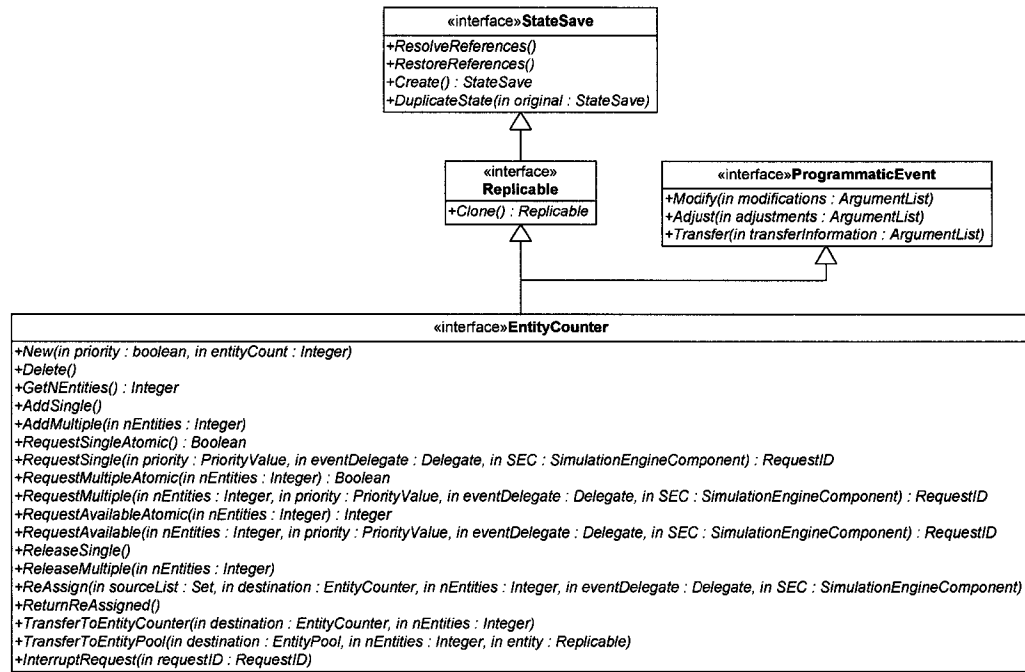 «interface»StateSave
+ResolveReferences()
+RestoreReferences()
+Create() : StateSave
+DuplicateState(in original : StateSave)
«interface»
Replicable
+Clone() : Replicable
«interface»ProgrammaticEvent
+Modify(in modifications : ArgumentList)
+Adjust(in adjustments : ArgumentList)
+Transfer(in transferInformation : ArgumentList)
«interface»EntityCounter
+New(in priority : boolean, in entityCount : Integer)
+Delete()
+GetNEntities() : Integer
+AddSingle()
+AddMultiple(in nEntities : Integer)
+RequestSingleAtomic() : Boolean
+RequestSingle(in priority : PriorityValue, in eventDelegate : Delegate, in SEC : SimulationEngineComponent) : RequestID
+RequestMultipleAtomic(in nEntities : Integer) : Boolean
+RequestMultiple(in nEntities : Integer, in priority : PriorityValue, in eventDelegate : Delegate, in SEC : SimulationEngineComponent) : RequestID
+RequestAvailableAtomic(in nEntities : Integer) : Integer
+RequestAvailable(in nEntities : Integer, in priority : PriorityValue, in eventDelegate : Delegate, in SEC : SimulationEngineComponent) : RequestID
+ReleaseSingle()
+ReleaseMultiple(in nEntities : Integer)
+ReAssign(in sourceList : Set, in destination : EntityCounter, in nEntities : Integer, in eventDelegate : Delegate, in SEC : SimulationEngineComponent)
+ReturnReAssigned()
+TransferToEntityCounter(in destination : EntityCounter, in nEntities : Integer)
+TransferToEntityPool(in destination : EntityPool, in nEntities : Integer, in entity : Replicable)
+InterruptRequest(in requestID : RequestID)